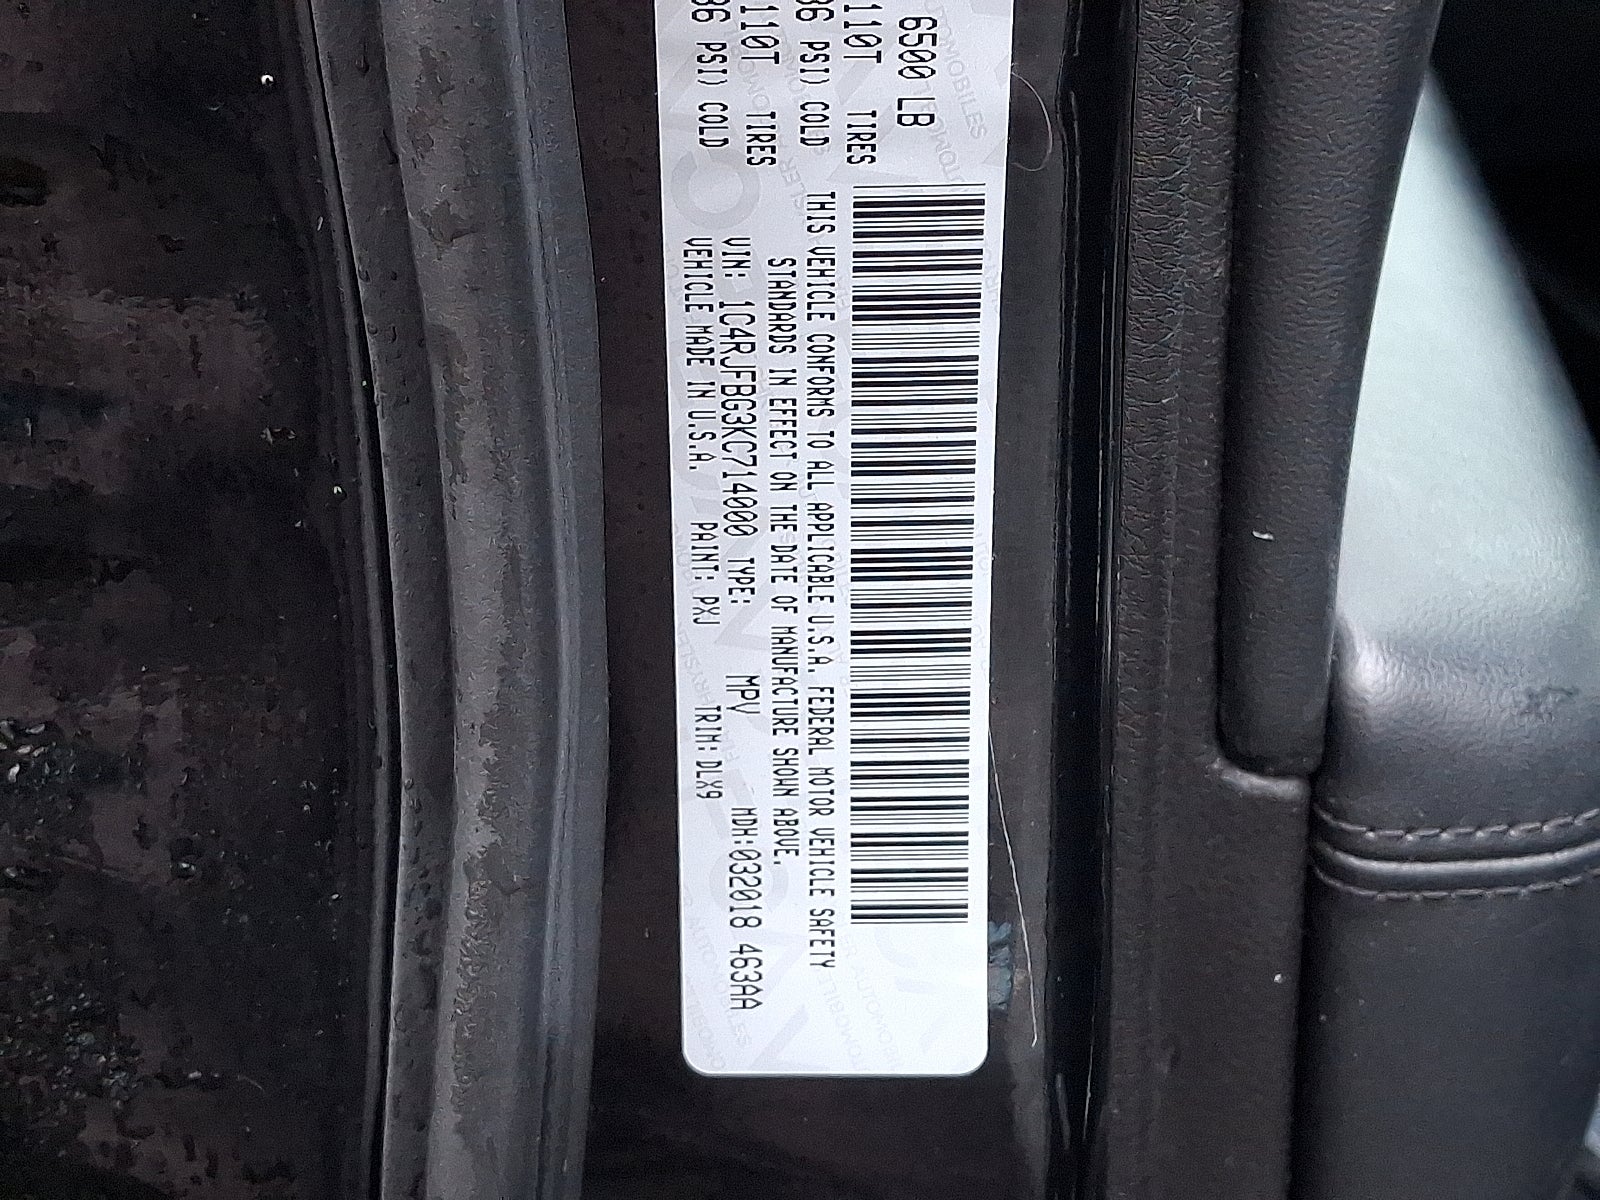 6500 LB
110T TIRES
36 PSI) COLD
110T TIRES
36 PSI) COLD
THIS VEHICLE CONFORMS TO ALL APPLICABLE U.S.A. FEDERAL MOTOR VEHICLE SAFETY
STANDARDS IN EFFECT ON THE DATE OF MANUFACTURE SHOWN ABOVE.
VIN: 1C4RJFBG3KC714000 TYPE: MPV MDH:032018 463AA
VEHICLE MADE IN U.S.A. PAINT: PXJ TRIM: DLX9